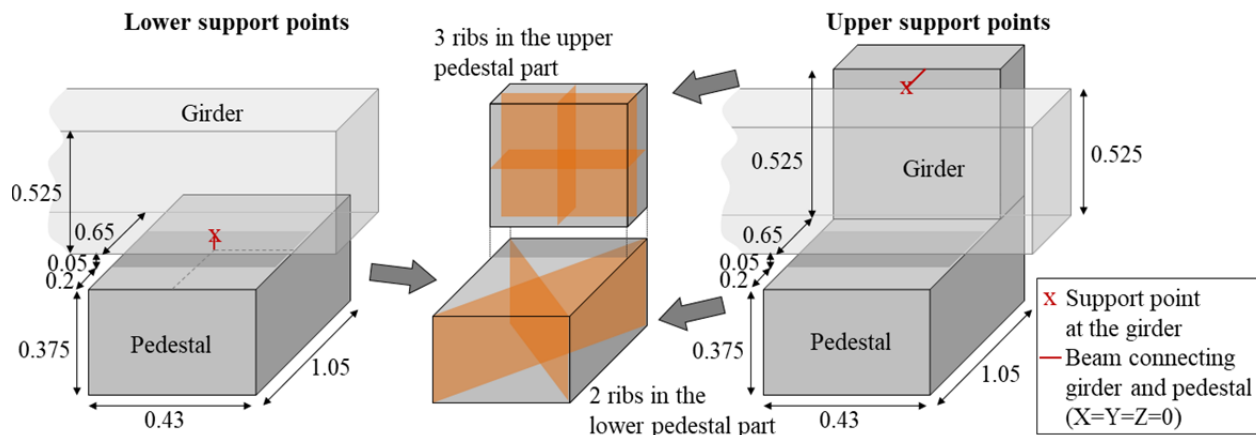 Lower support points
Upper support points
3 ribs in the upper
pedestal part
Girder
0.525
0.65
0.05
0.2
X
Pedestal
0.375
1.05
0.43
2 ribs in the
lower pedestal part
X
0.525
Girder
0.525
0.65
0.05
0.2
Pedestal
0.375
1.05
0.43
X Support point
at the girder
Beam connecting
girder and pedestal
(X=Y=Z=0)